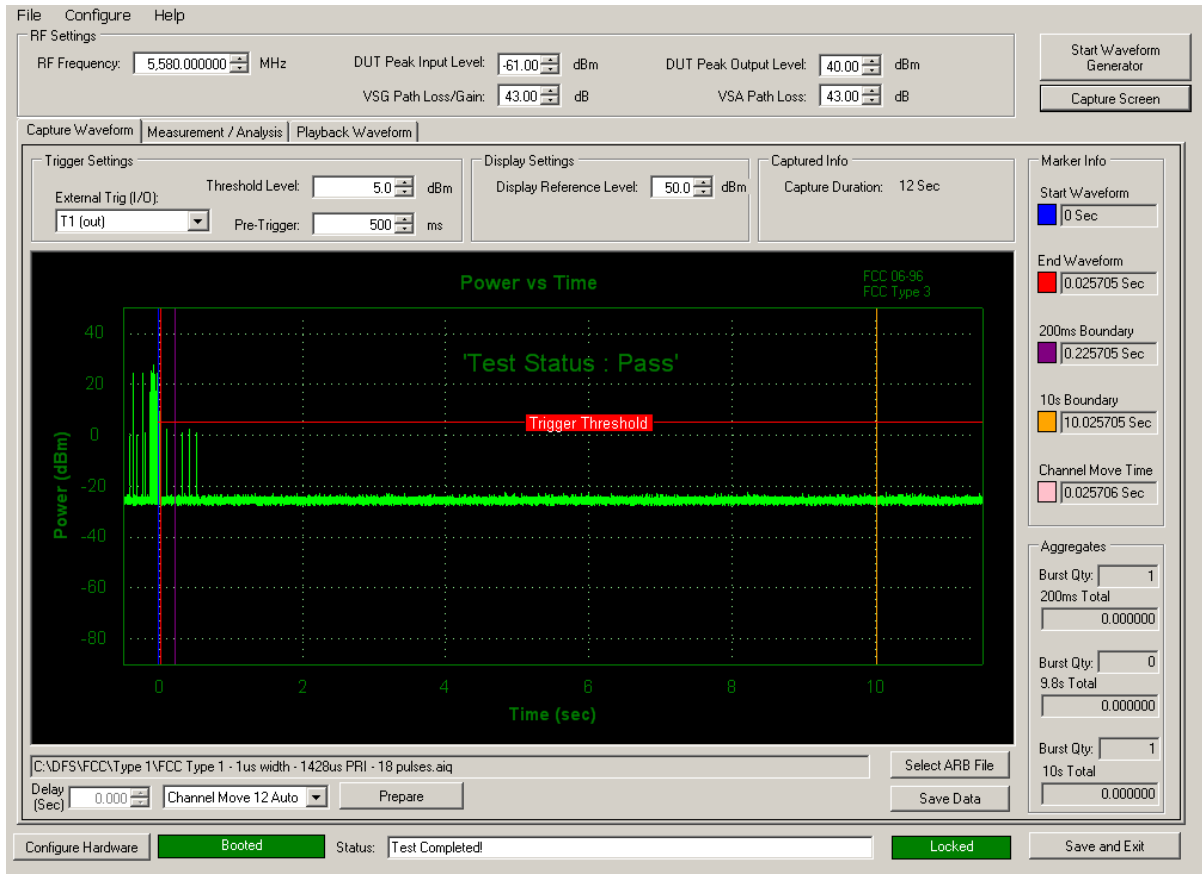 File Configure Help
RF Settings
RF Frequency: 5,580.000000 MHz DUT Peak Input Level: -61.00 dBm DUT Peak Output Level: 40.00 dBm
VSG Path Loss/Gain: 43.00 dB VSA Path Loss: 43.00 dB
Start Waveform
Generator
Capture Screen
Capture Waveform Measurement / Analysis Playback Waveform
Trigger Settings
External Trig (I/O):
T1 (out)
Threshold Level: 5.0 dBm
Pre-Trigger: 500 ms
Display Settings
Display Reference Level: 50.0 dBm
Captured Info
Capture Duration: 12 Sec
Power vs Time
FCC 06-96
FCC Type 3
'Test Status : Pass'
Trigger Threshold
Power (dBm)
40
20
0
-20
-40
-60
-80
0 2 4 6 8 10
Time (sec)
Marker Info
Start Waveform
0 Sec
End Waveform
0.025705 Sec
200ms Boundary
0.225705 Sec
10s Boundary
10.025705 Sec
Channel Move Time
0.025706 Sec
Aggregates
Burst Qty: 1
200ms Total
0.000000
Burst Qty: 0
9.8s Total
0.000000
Burst Qty: 1
10s Total
0.000000
C:\DFS\FCC\Type 1\FCC Type 1 - 1us width - 1428us PRI - 18 pulses.aiq
Select ARB File
Delay
(Sec) 0.000 Channel Move 12 Auto Prepare
Save Data
Configure Hardware Booted Status: Test Completed! Locked Save and Exit